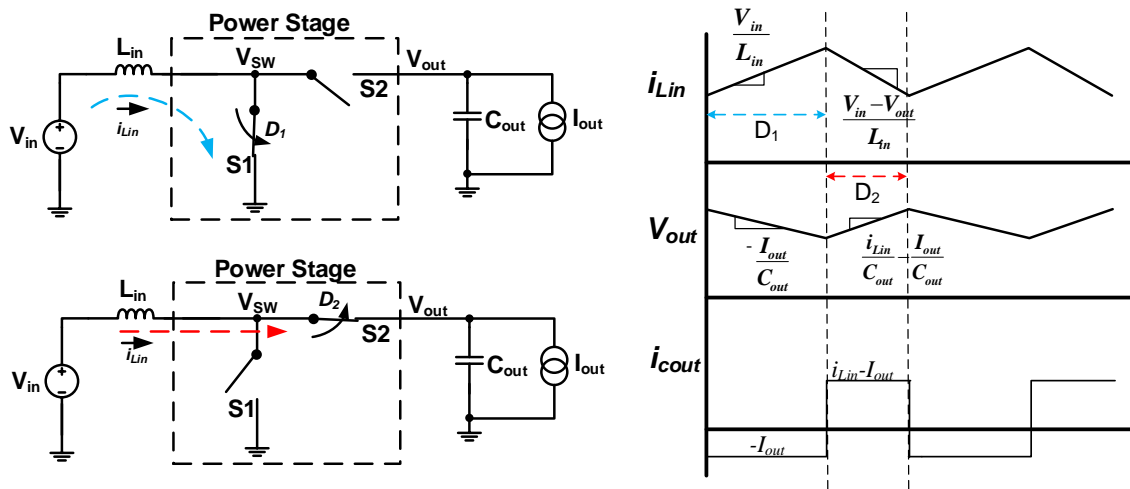 Power Stage
Lin
VSW
Vout
S2
D1
iLin
Vin
S1
Cout
Iout
Power Stage
Lin
VSW
D2
Vout
S2
iLin
Vin
S1
Cout
Iout
Vin
Lin
iLin
Vin-Vout
Lin
D1
D2
Vout
- Iout
Cout
iLin - Iout
Cout Cout
icout
iLin-Iout
-Iout